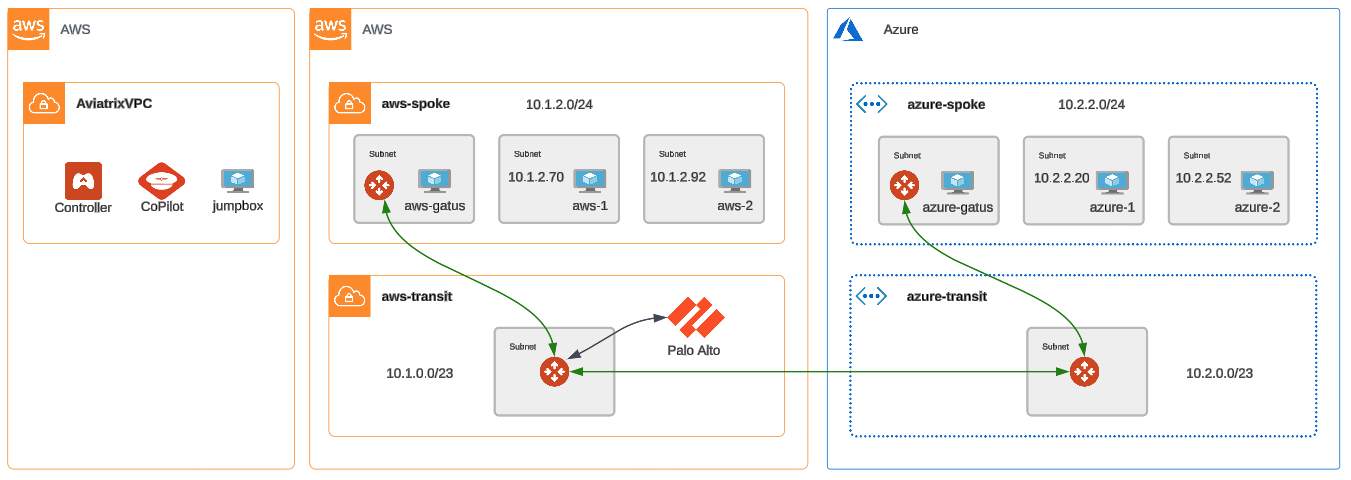 aws
AWS
AviatrixVPC
Controller
CoPilot
jumpbox
aws
AWS
aws-spoke
10.1.2.0/24
Subnet
aws-gatus
Subnet
10.1.2.70
aws-1
Subnet
10.1.2.92
aws-2
aws-transit
10.1.0.0/23
Subnet
Palo Alto
Azure
azure-spoke
10.2.2.0/24
Subnet
azure-gatus
Subnet
10.2.2.20
azure-1
Subnet
10.2.2.52
azure-2
azure-transit
Subnet
10.2.0.0/23